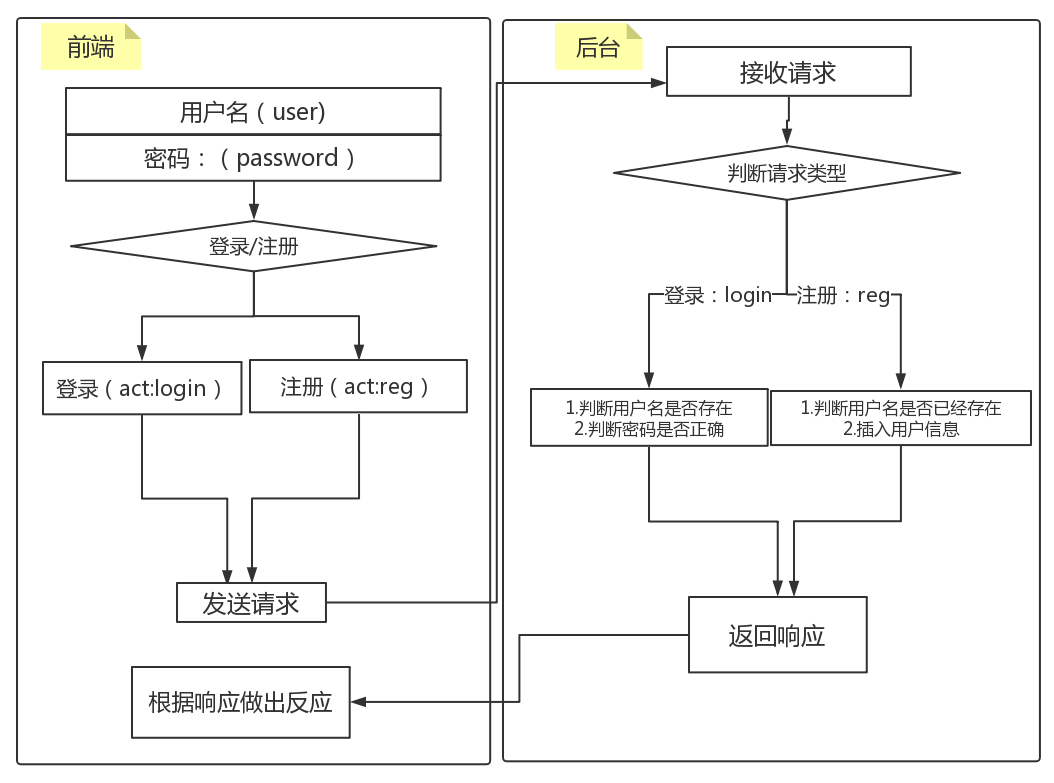 前端
用户名（user)
密码：（password）
登录/注册
登录（act:login）
注册（act:reg）
发送请求
根据响应做出反应
后台
接收请求
判断请求类型
登录：login
注册：reg
1.判断用户名是否存在
2.判断密码是否正确
1.判断用户名是否已经存在
2.插入用户信息
返回响应